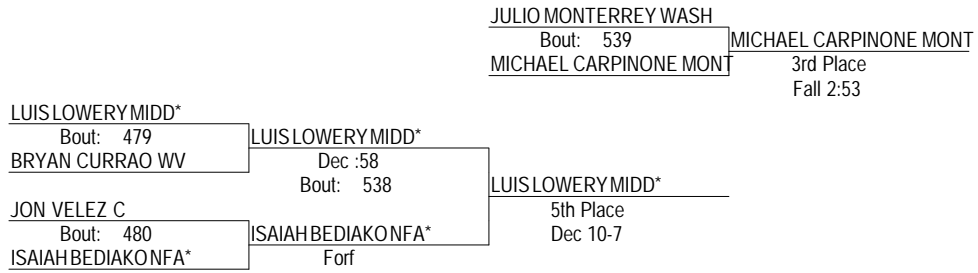 JULIO MONTERREY WASH
Bout: 539
MICHAEL CARPINONE MONT
MICHAEL CARPINONE MONT
3rd Place
Fall 2:53
LUIS LOWERY MIDD*
Bout: 479
BRYAN CURRAO WV
LUIS LOWERY MIDD*
Dec :58
Bout: 538
LUIS LOWERY MIDD*
5th Place
Dec 10-7
JON VELEZ C
Bout: 480
ISAIAH BEDIAKO NFA*
ISAIAH BEDIAKO NFA*
Forf